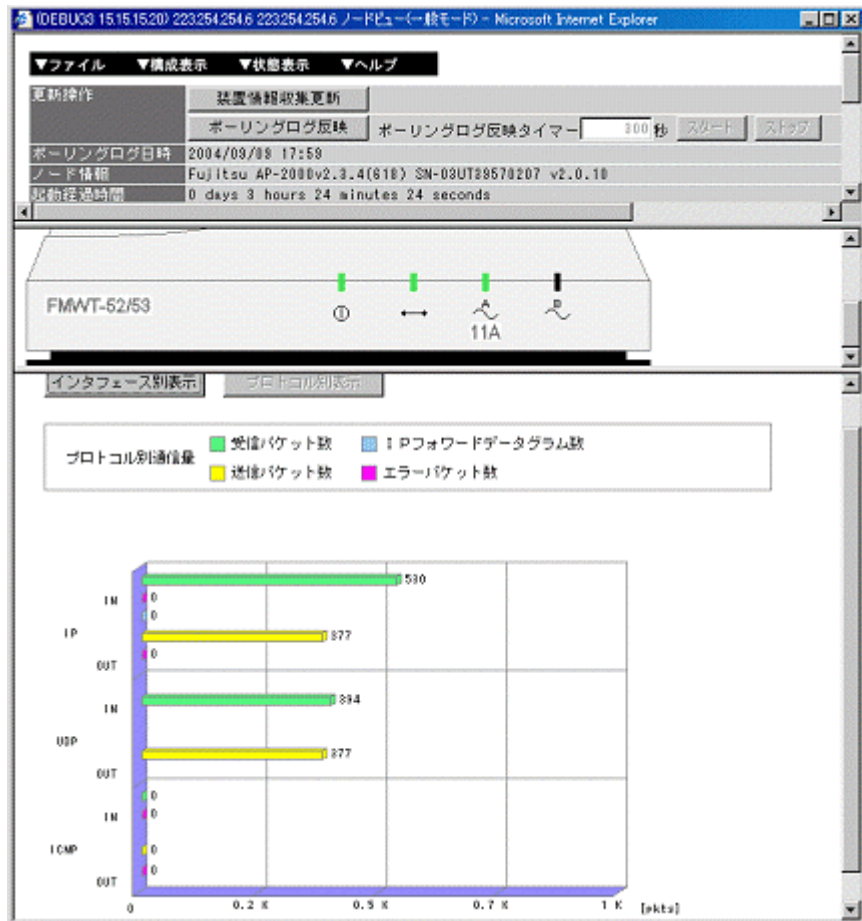 (DEBUG3 15.15.15.20) 223.254.254.6 223.254.254.6 ノードビュー(一般モード) - Microsoft Internet Explorer
▼ファイル ▼構成表示 ▼状態表示 ▼ヘルプ
更新操作 装置情報収集更新
ポーリングログ反映 ポーリングログ反映タイマー 300 秒 スタート ストップ
ポーリングログ日時 2004/09/09 17:59
ノード情報 Fujitsu AP-2000v2.3.4(618) SN-03UT39570207 v2.0.10
起動経過時間 0 days 3 hours 24 minutes 24 seconds
FMWT-52/53
A B
11A
インタフェース別表示 プロトコル別表示
プロトコル別通信量
受信パケット数 IPフォワードデータグラム数
送信パケット数 エラーパケット数
530
IN 0
0
IP
377
OUT 0
IN 394
UDP
377
OUT
0
IN 0
ICMP 0
OUT 0
0 0.2 K 0.5 K 0.7 K 1 K [pkts]